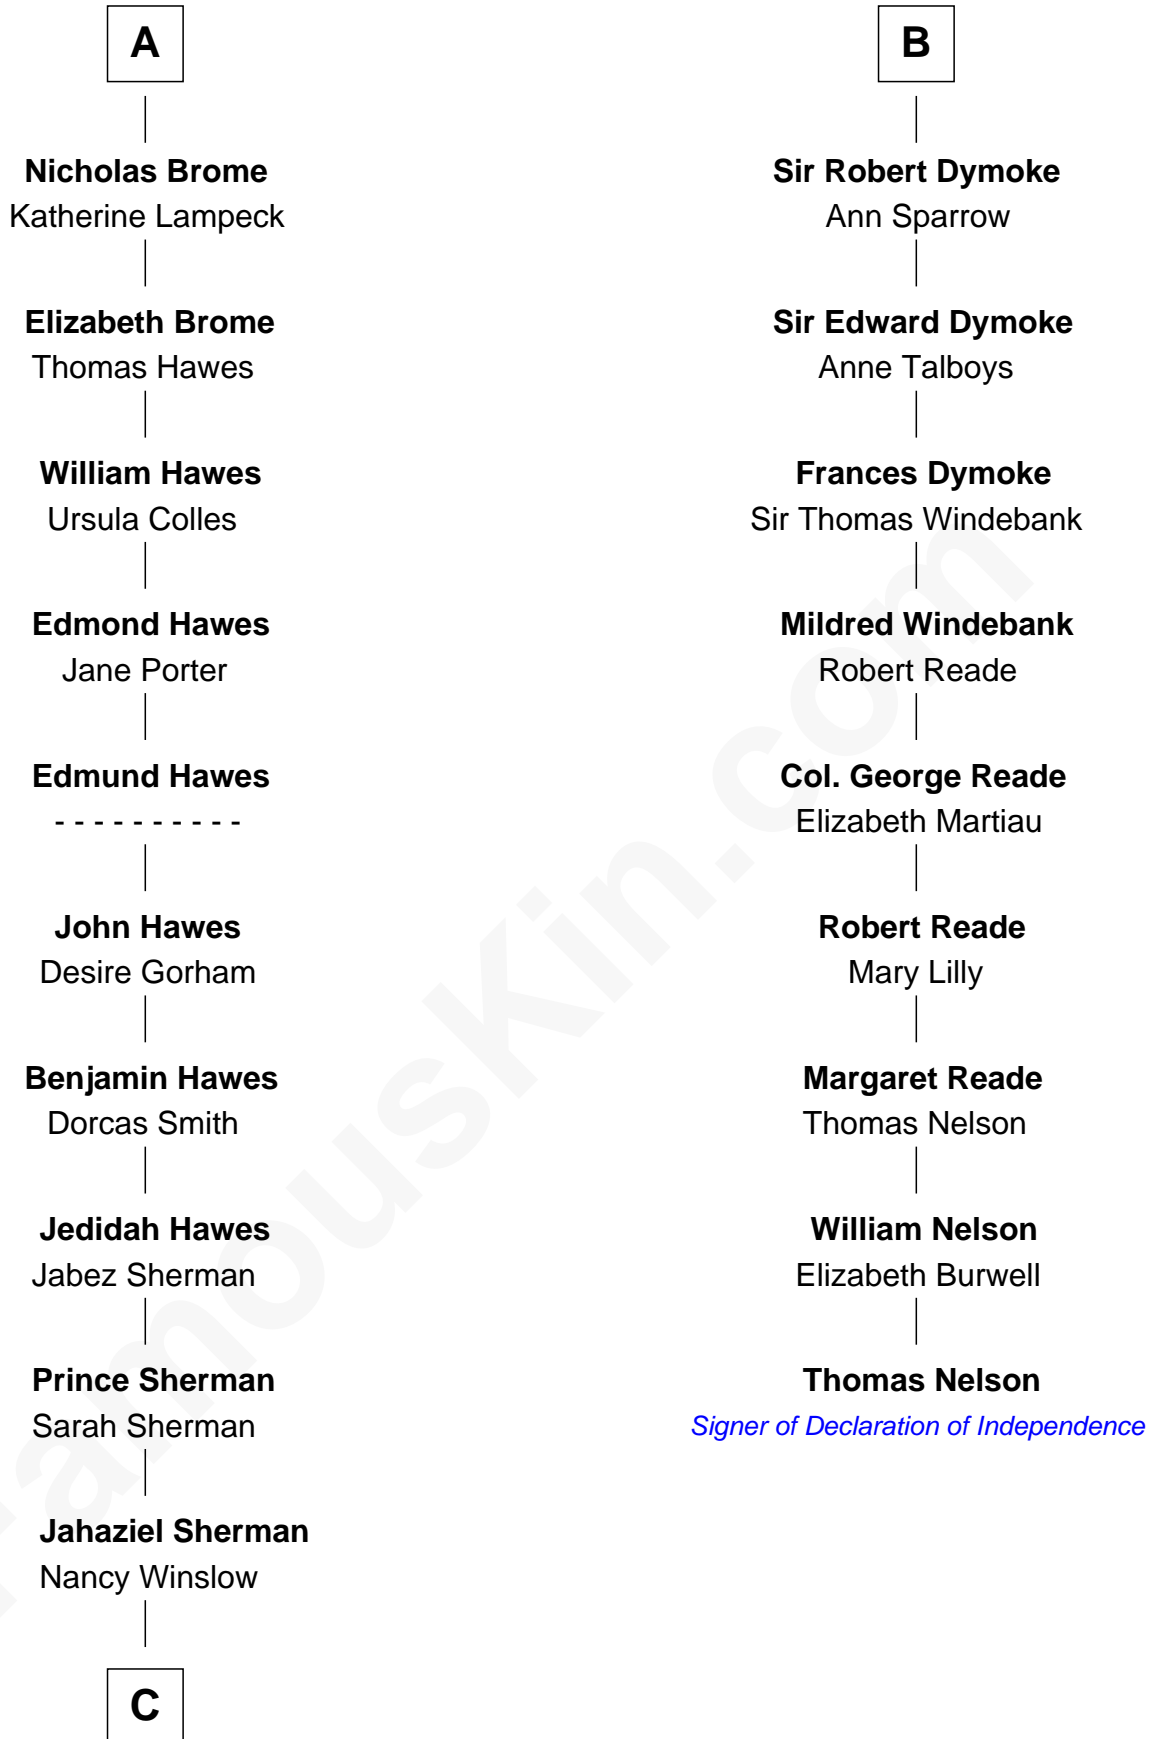 A
Nicholas Brome
Katherine Lampeck
Elizabeth Brome
Thomas Hawes
William Hawes
Ursula Colles
Edmond Hawes
Jane Porter
Edmund Hawes
- - - - - - - - - -
John Hawes
Desire Gorham
Benjamin Hawes
Dorcas Smith
Jedidah Hawes
Jabez Sherman
Prince Sherman
Sarah Sherman
Jahaziel Sherman
Nancy Winslow
C
B
Sir Robert Dymoke
Ann Sparrow
Sir Edward Dymoke
Anne Talboys
Frances Dymoke
Sir Thomas Windebank
Mildred Windebank
Robert Reade
Col. George Reade
Elizabeth Martiau
Robert Reade
Mary Lilly
Margaret Reade
Thomas Nelson
William Nelson
Elizabeth Burwell
Thomas Nelson
Signer of Declaration of Independence
FamousKin.com